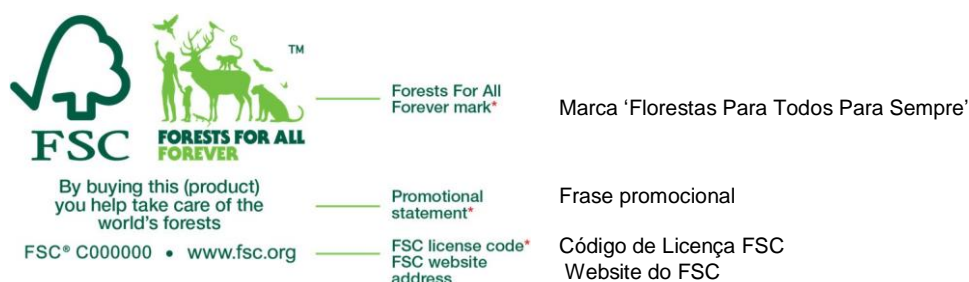 TM
FSC
FORESTS FOR ALL
FOREVER
Forests For All
Forever mark*
Marca ‘Florestas Para Todos Para Sempre’
By buying this (product)
you help take care of the
world's forests
Promotional
statement*
Frase promocional
FSC® C000000 • www.fsc.org
FSC license code*
FSC website
address
Código de Licença FSC
Website do FSC